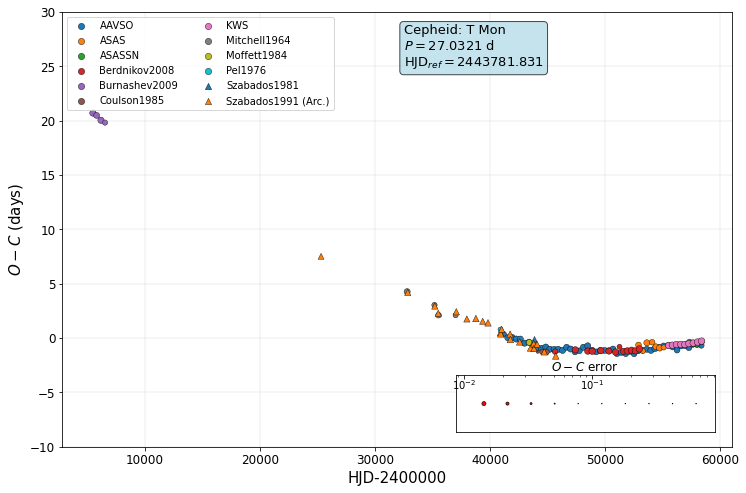 AAVSO
ASAS
ASASSN
Berdnikov2008
Burnashev2009
Coulson1985
KWS
Mitchell1964
Moffett1984
Pel1976
Szabados1981
Szabados1991 (Arc.)
Cepheid: T Mon
P = 27.0321 d
HJD_ref = 2443781.831
30
25
20
15
10
5
0
−5
−10
O − C (days)
O − C error
10⁻² 10⁻¹
10000 20000 30000 40000 50000 60000
HJD-2400000